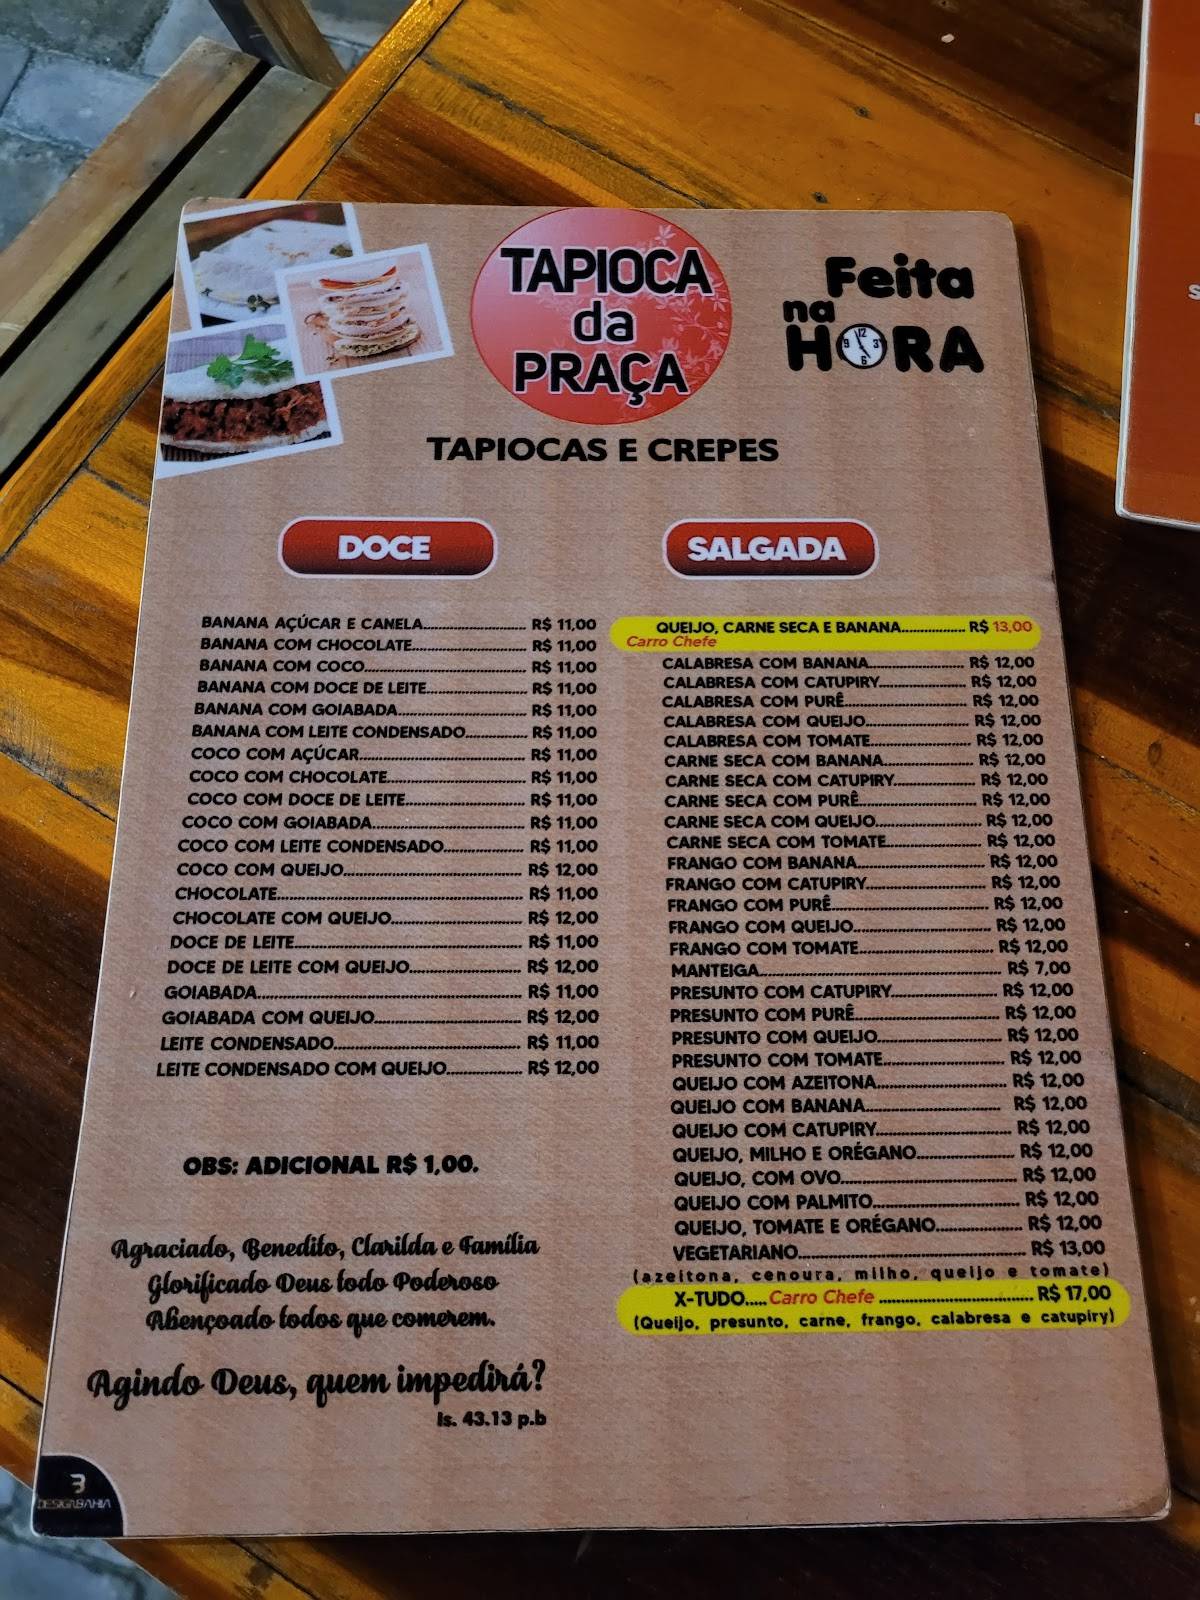 TAPIOCA
da
PRAÇA
Feita
na
HORA
12
9 3
6
TAPIOCAS E CREPES
DOCE
BANANA AÇÚCAR E CANELA R$ 11,00
BANANA COM CHOCOLATE R$ 11,00
BANANA COM COCO R$ 11,00
BANANA COM DOCE DE LEITE R$ 11,00
BANANA COM GOIABADA R$ 11,00
BANANA COM LEITE CONDENSADO R$ 11,00
COCO COM AÇÚCAR R$ 11,00
COCO COM CHOCOLATE R$ 11,00
COCO COM DOCE DE LEITE R$ 11,00
COCO COM GOIABADA R$ 11,00
COCO COM LEITE CONDENSADO R$ 11,00
COCO COM QUEIJO R$ 12,00
CHOCOLATE R$ 11,00
CHOCOLATE COM QUEIJO R$ 12,00
DOCE DE LEITE R$ 11,00
DOCE DE LEITE COM QUEIJO R$ 12,00
GOIABADA R$ 11,00
GOIABADA COM QUEIJO R$ 12,00
LEITE CONDENSADO R$ 11,00
LEITE CONDENSADO COM QUEIJO R$ 12,00
OBS: ADICIONAL R$ 1,00.
Agraciado, Benedito, Clarilda e Família
Glorificado Deus todo Poderoso
Abençoado todos que comerem.
Agindo Deus, quem impedirá?
Is. 43.13 p.b
DESIGNBAHIA
SALGADA
QUEIJO, CARNE SECA E BANANA R$ 13,00
Carro Chefe
CALABRESA COM BANANA R$ 12,00
CALABRESA COM CATUPIRY R$ 12,00
CALABRESA COM PURÊ R$ 12,00
CALABRESA COM QUEIJO R$ 12,00
CALABRESA COM TOMATE R$ 12,00
CARNE SECA COM BANANA R$ 12,00
CARNE SECA COM CATUPIRY R$ 12,00
CARNE SECA COM PURÊ R$ 12,00
CARNE SECA COM QUEIJO R$ 12,00
CARNE SECA COM TOMATE R$ 12,00
FRANGO COM BANANA R$ 12,00
FRANGO COM CATUPIRY R$ 12,00
FRANGO COM PURÊ R$ 12,00
FRANGO COM QUEIJO R$ 12,00
FRANGO COM TOMATE R$ 12,00
MANTEIGA R$ 7,00
PRESUNTO COM CATUPIRY R$ 12,00
PRESUNTO COM PURÊ R$ 12,00
PRESUNTO COM QUEIJO R$ 12,00
PRESUNTO COM TOMATE R$ 12,00
QUEIJO COM AZEITONA R$ 12,00
QUEIJO COM BANANA R$ 12,00
QUEIJO COM CATUPIRY R$ 12,00
QUEIJO, MILHO E ORÉGANO R$ 12,00
QUEIJO, COM OVO R$ 12,00
QUEIJO COM PALMITO R$ 12,00
QUEIJO, TOMATE E ORÉGANO R$ 12,00
VEGETARIANO R$ 13,00
(azeitona, cenoura, milho, queijo e tomate)
X-TUDO..... Carro Chefe R$ 17,00
(Queijo, presunto, carne, frango, calabresa e catupiry)